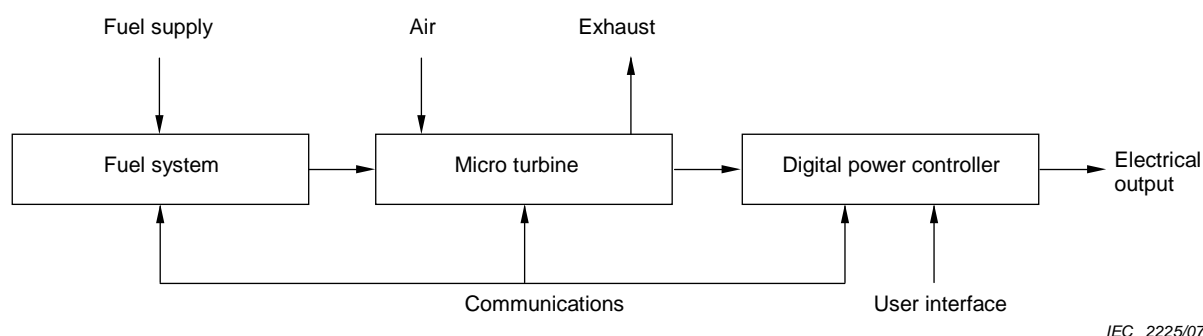 Fuel supply
Air
Exhaust
Fuel system
Micro turbine
Digital power controller
Electrical
output
Communications
User interface
IEC 2225/07